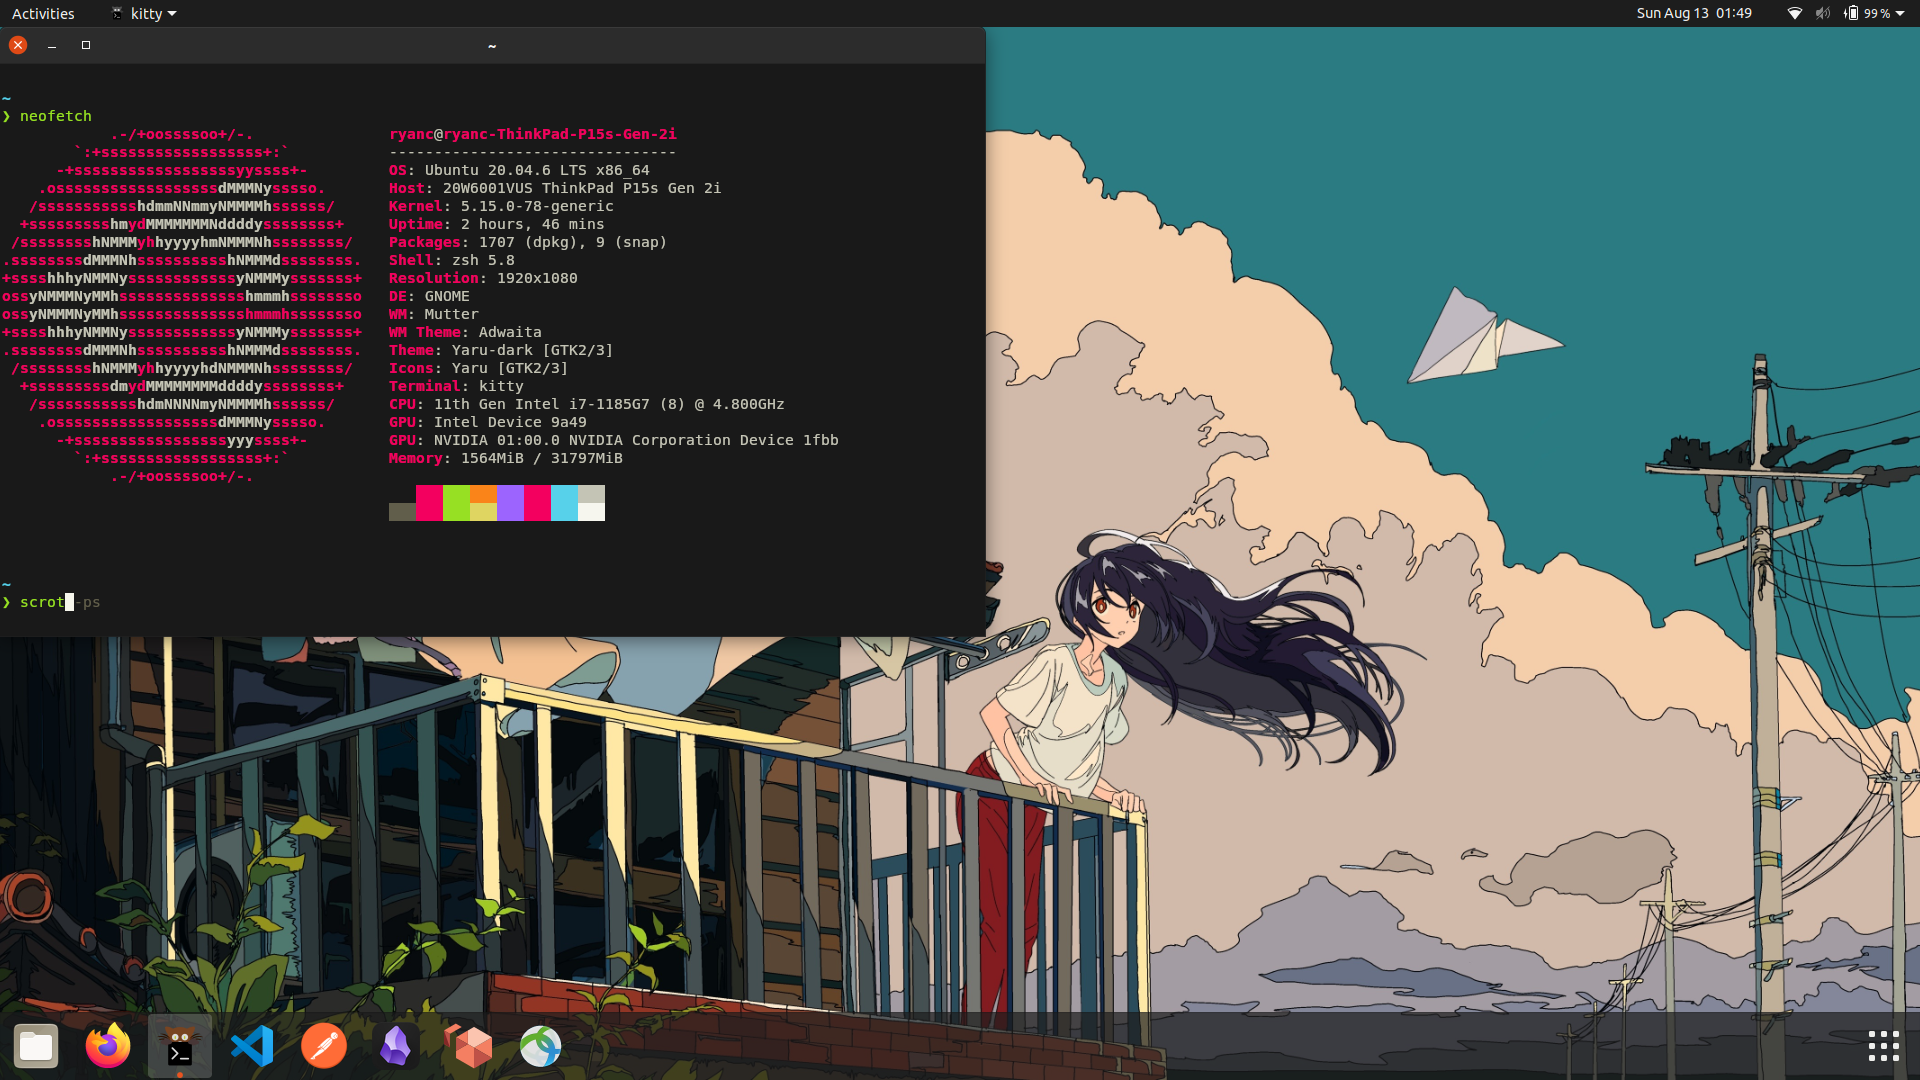 Activities kitty Sun Aug 13 01:49 99 %
~
~
❯ neofetch
.-/+oossssoo+/-.
`:+ssssssssssssssssss+:`
-+ssssssssssssssssssyyssss+-
.ossssssssssssssssssdMMMNysssso.
/ssssssssssshdmmNNmmyNMMMMhssssss/
+ssssssssshmydMMMMMMMNddddyssssssss+
/sssssssshNMMMyhhyyyyhmNMMMNhssssssss/
.ssssssssdMMMNhsssssssssshNMMMdssssssss.
+sssshhhyNMMNyssssssssssssyNMMMysssssss+
ossyNMMMNyMMhsssssssssssssshmmmhssssssso
ossyNMMMNyMMhsssssssssssssshmmmhssssssso
+sssshhhyNMMNyssssssssssssyNMMMysssssss+
.ssssssssdMMMNhsssssssssshNMMMdssssssss.
/sssssssshNMMMyhhyyyyhdNMMMNhssssssss/
+sssssssssdmydMMMMMMMMddddyssssssss+
/ssssssssssshdmNNNNmyNMMMMhssssss/
.ossssssssssssssssssdMMMNysssso.
-+sssssssssssssssssyyyssss+-
`:+ssssssssssssssssss+:`
.-/+oossssoo+/-.
ryanc@ryanc-ThinkPad-P15s-Gen-2i
--------------------------------
OS: Ubuntu 20.04.6 LTS x86_64
Host: 20W6001VUS ThinkPad P15s Gen 2i
Kernel: 5.15.0-78-generic
Uptime: 2 hours, 46 mins
Packages: 1707 (dpkg), 9 (snap)
Shell: zsh 5.8
Resolution: 1920x1080
DE: GNOME
WM: Mutter
WM Theme: Adwaita
Theme: Yaru-dark [GTK2/3]
Icons: Yaru [GTK2/3]
Terminal: kitty
CPU: 11th Gen Intel i7-1185G7 (8) @ 4.800GHz
GPU: Intel Device 9a49
GPU: NVIDIA 01:00.0 NVIDIA Corporation Device 1fbb
Memory: 1564MiB / 31797MiB
~
❯ scrot -ps